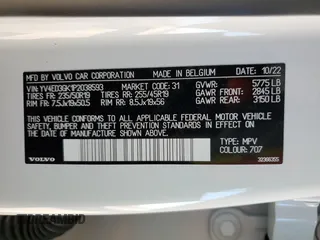 MFD BY: VOLVO CAR CORPORATION MADE IN BELGIUM 10/22
VIN: YV4ED3GK1P2038593 MARKET CODE: 31 GVWR: 5775 LB
TIRES FR: 235/50R19 TIRES RR: 255/45R19 GAWR FRONT: 2845 LB
RIM FR: 7.5Jx19x50.5 RIM RR: 8.5Jx19x56 GAWR REAR: 3150 LB
THIS VEHICLE CONFORMS TO ALL APPLICABLE FEDERAL MOTOR VEHICLE
SAFETY, BUMPER, AND THEFT PREVENTION STANDARDS IN EFFECT ON THE
DATE OF MANUFACTURE SHOWN ABOVE.
TYPE: MPV
COLOUR: 707
VOLVO
32368355